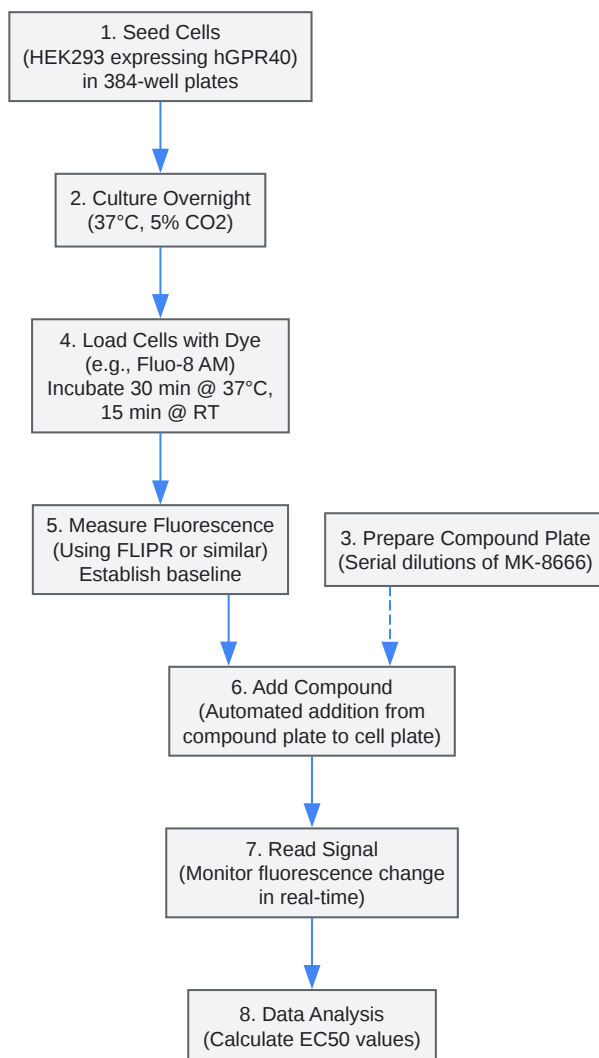 1. Seed Cells
(HEK293 expressing hGPR40)
in 384-well plates
2. Culture Overnight
(37°C, 5% CO2)
4. Load Cells with Dye
(e.g., Fluo-8 AM)
Incubate 30 min @ 37°C,
15 min @ RT
5. Measure Fluorescence
(Using FLIPR or similar)
Establish baseline
3. Prepare Compound Plate
(Serial dilutions of MK-8666)
6. Add Compound
(Automated addition from
compound plate to cell plate)
7. Read Signal
(Monitor fluorescence change
in real-time)
8. Data Analysis
(Calculate EC50 values)